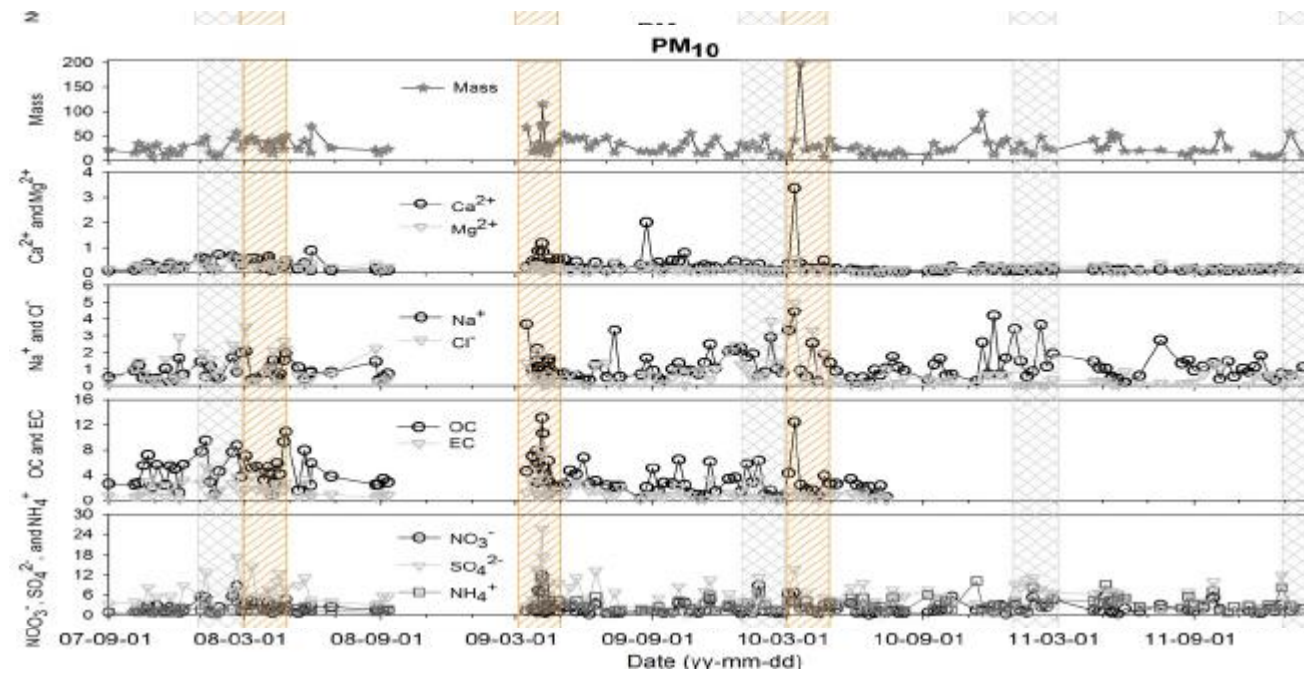 PM10
200
150
100
50
0
Mass
Mass
4
3
2
1
0
Ca2+ and Mg2+
Ca2+
Mg2+
6
5
4
3
2
1
0
Na+ and Cl-
Na+
Cl-
16
12
8
4
0
OC and EC
OC
EC
30
24
18
12
6
0
NOO3-, SO42-, and NH4+
NO3-
SO42-
NH4+
07-09-01 08-03-01 08-09-01 09-03-01 09-09-01 10-03-01 10-09-01 11-03-01 11-09-01
Date (yy-mm-dd)